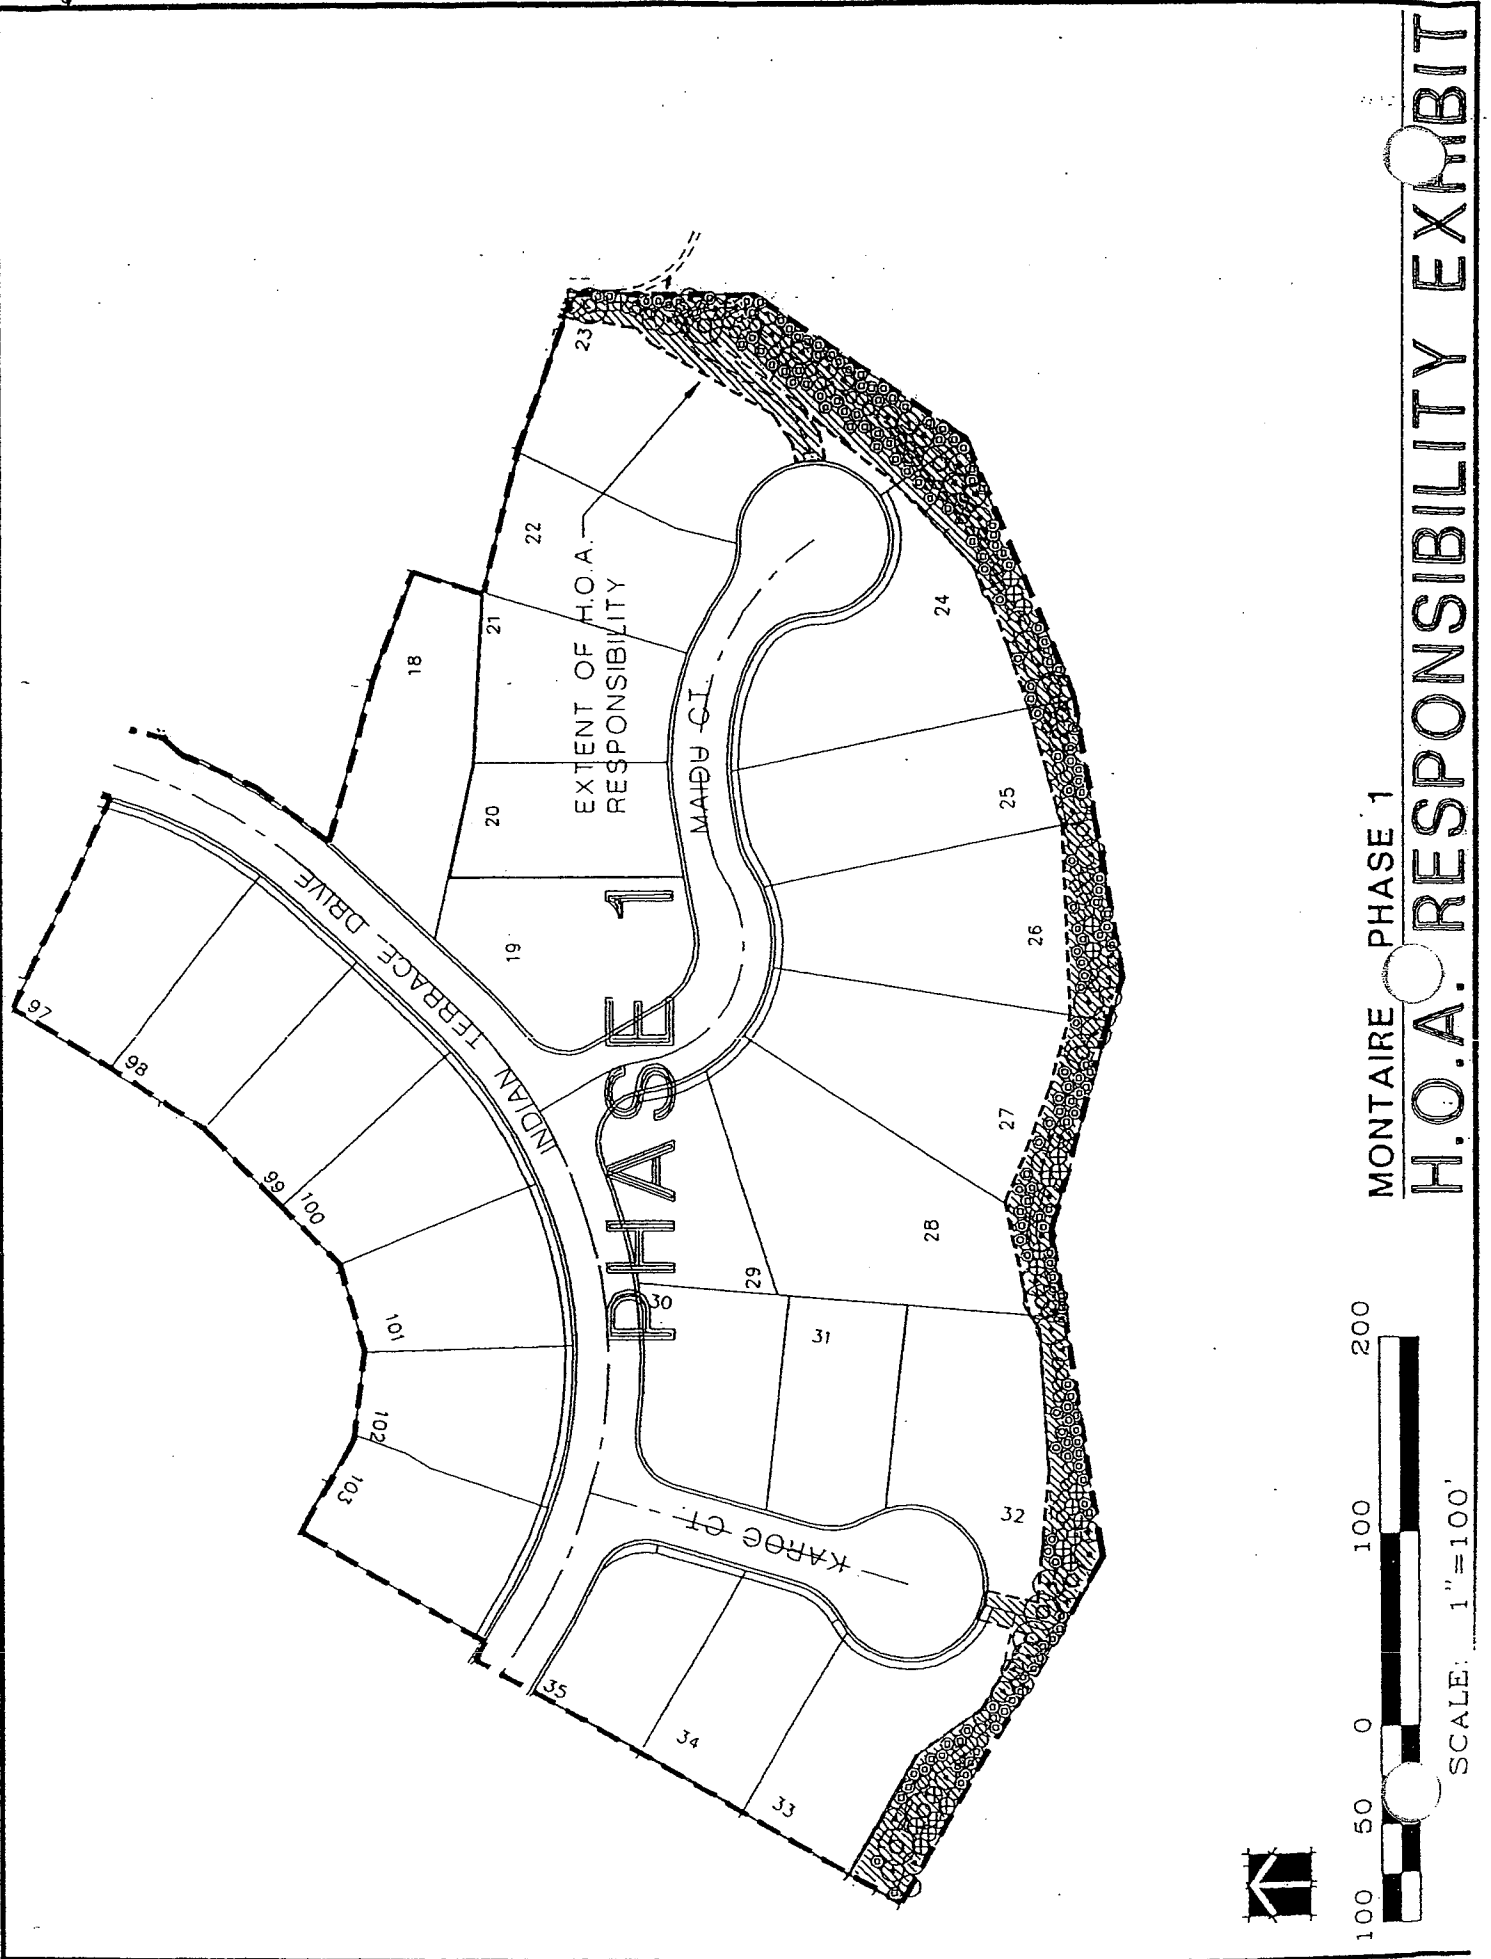 97
98
99
100
101
102
103
INDIAN TERRACE DRIVE
18
19
20
21
22
23
EXTENT OF H.O.A.
RESPONSIBILITY
MAIDU CT.
PHASE 1
24
25
26
27
28
29
30
31
32
KAROC CT.
33
34
35
MONTAIRE PHASE 1
H.O.A. RESPONSIBILITY EXHIBIT
100 50 0 100 200
SCALE: 1"=100'